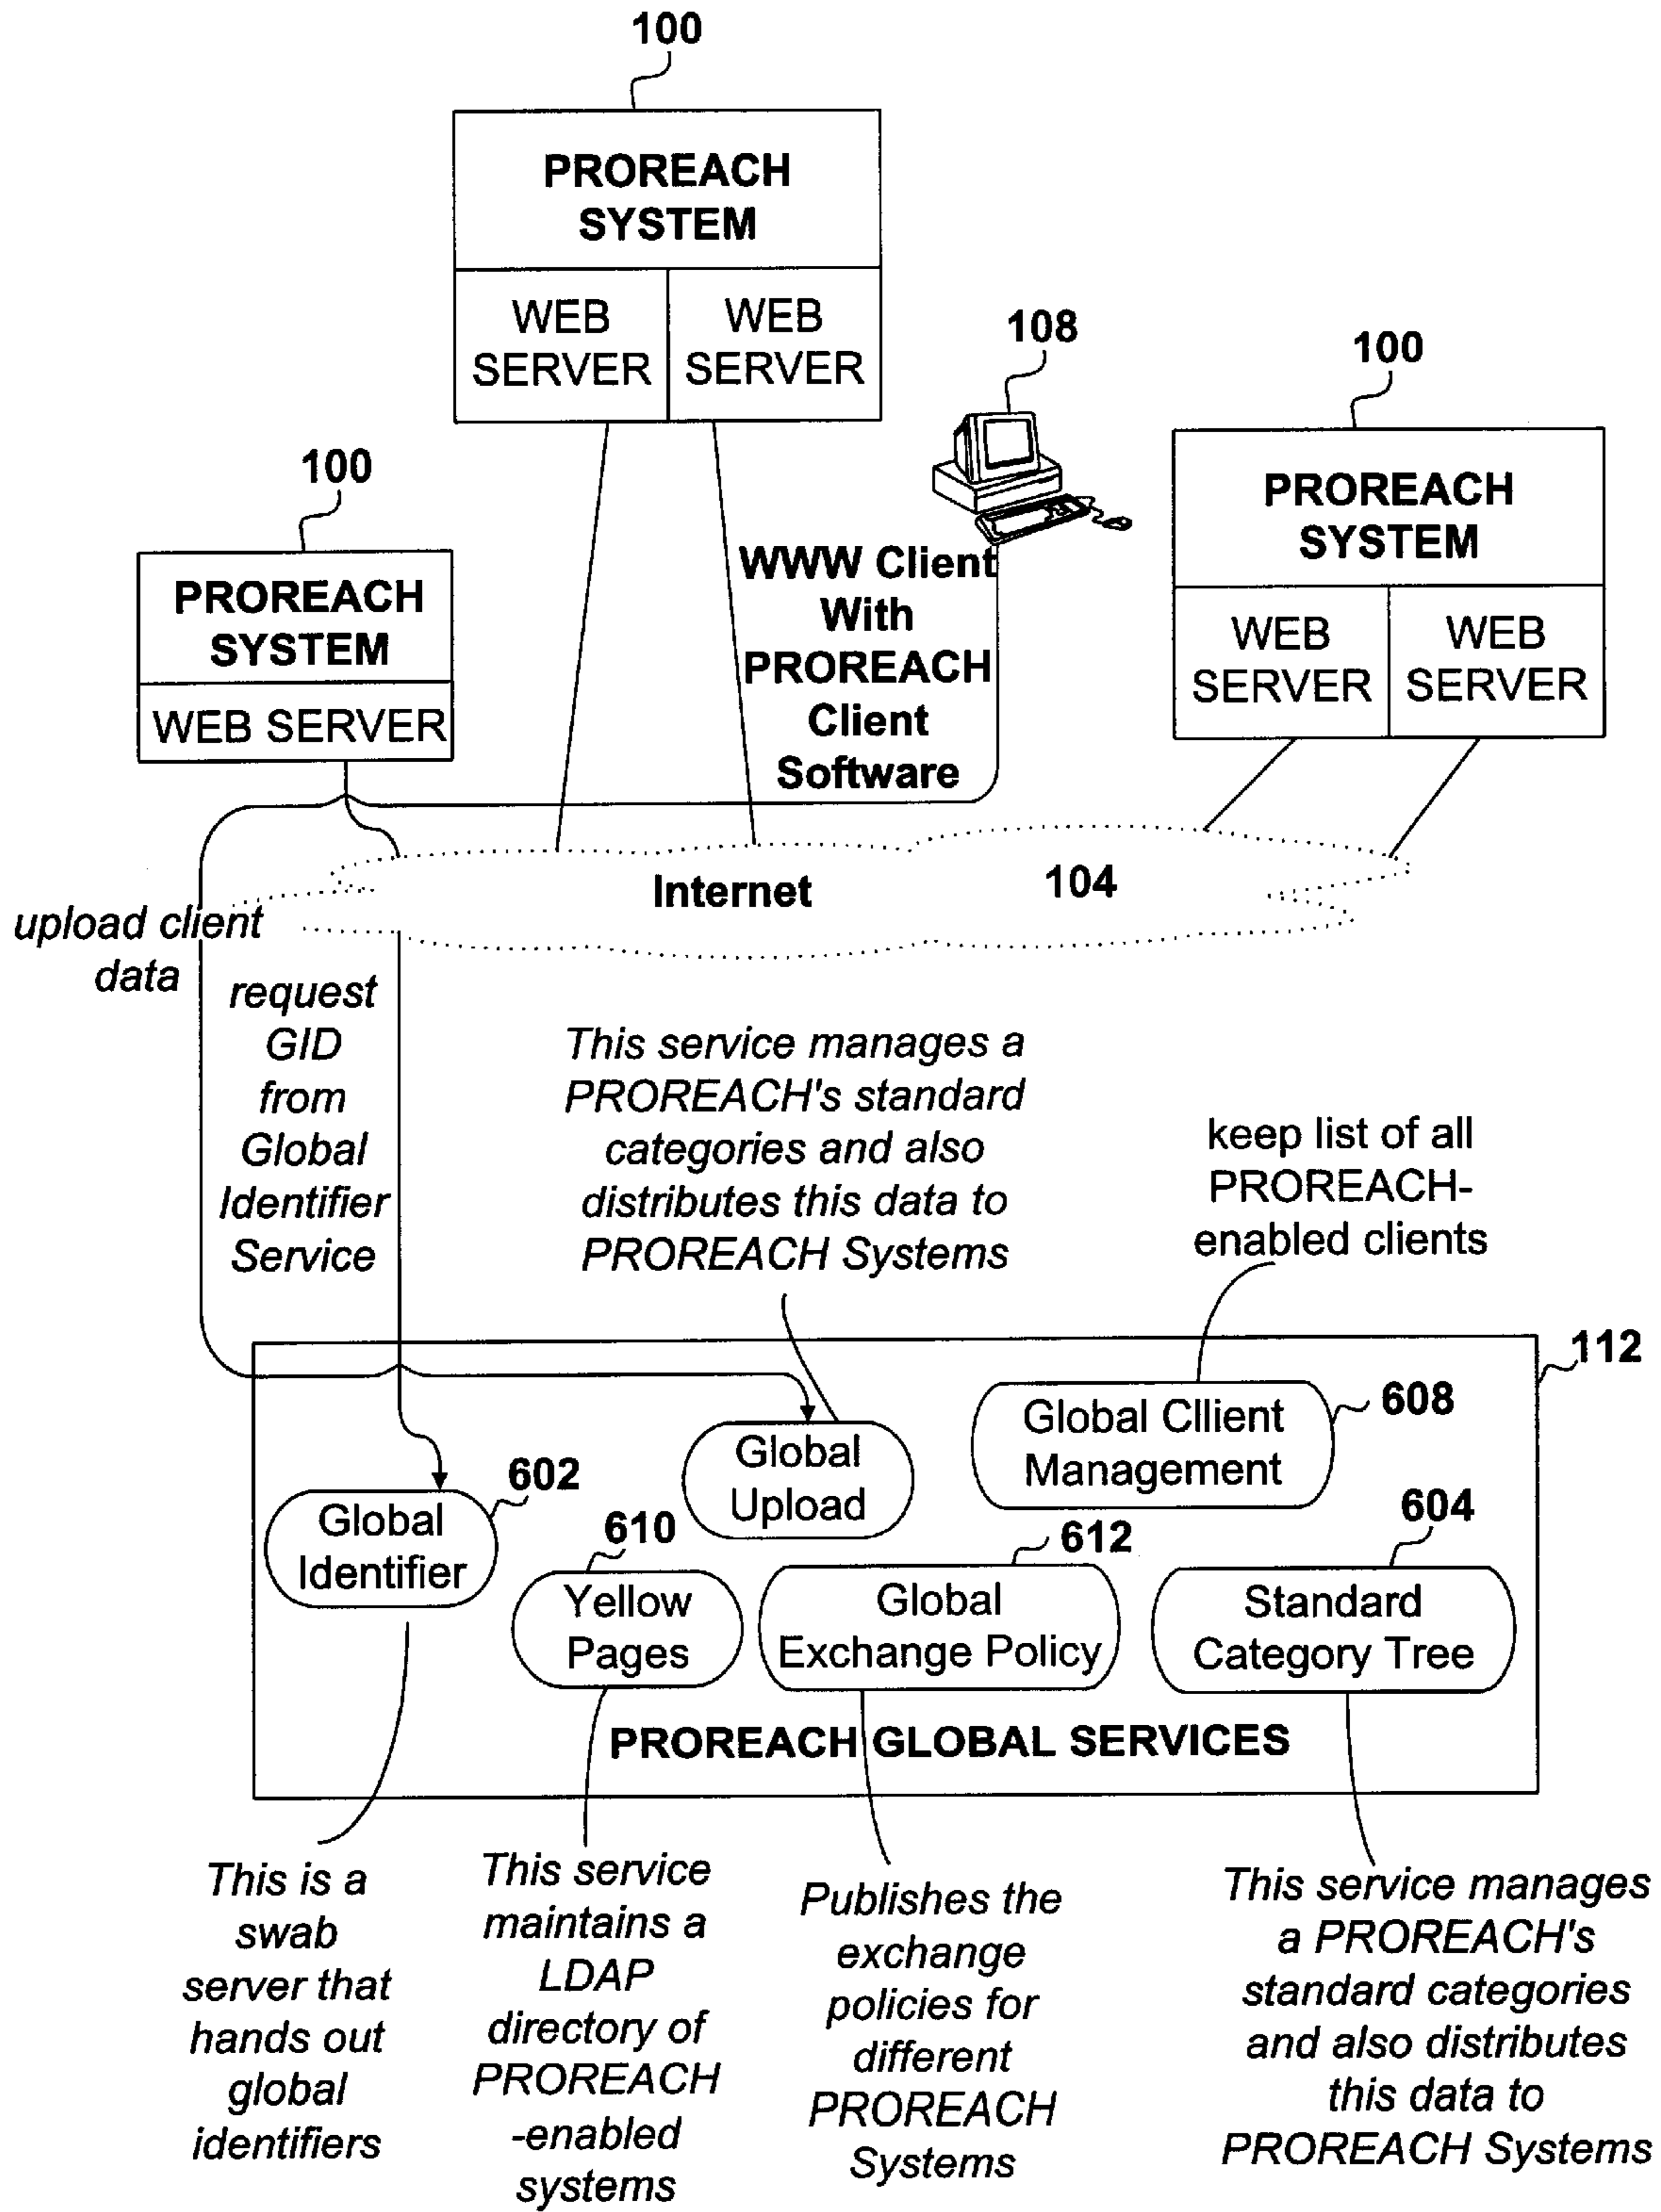 100
PROREACH
SYSTEM
WEB
SERVER
WEB
SERVER
108
100
100
PROREACH
SYSTEM
WEB SERVER
WWW Client
With
PROREACH
Client
Software
PROREACH
SYSTEM
WEB
SERVER
WEB
SERVER
Internet
104
upload client
data
request
GID
from
Global
Identifier
Service
This service manages a
PROREACH's standard
categories and also
distributes this data to
PROREACH Systems
keep list of all
PROREACH-
enabled clients
112
Global Cllient
Management
608
Global
Upload
602
Global
Identifier
610
Yellow
Pages
612
Global
Exchange Policy
604
Standard
Category Tree
PROREACH GLOBAL SERVICES
This is a
swab
server that
hands out
global
identifiers
This service
maintains a
LDAP
directory of
PROREACH
-enabled
systems
Publishes the
exchange
policies for
different
PROREACH
Systems
This service manages
a PROREACH's
standard categories
and also distributes
this data to
PROREACH Systems